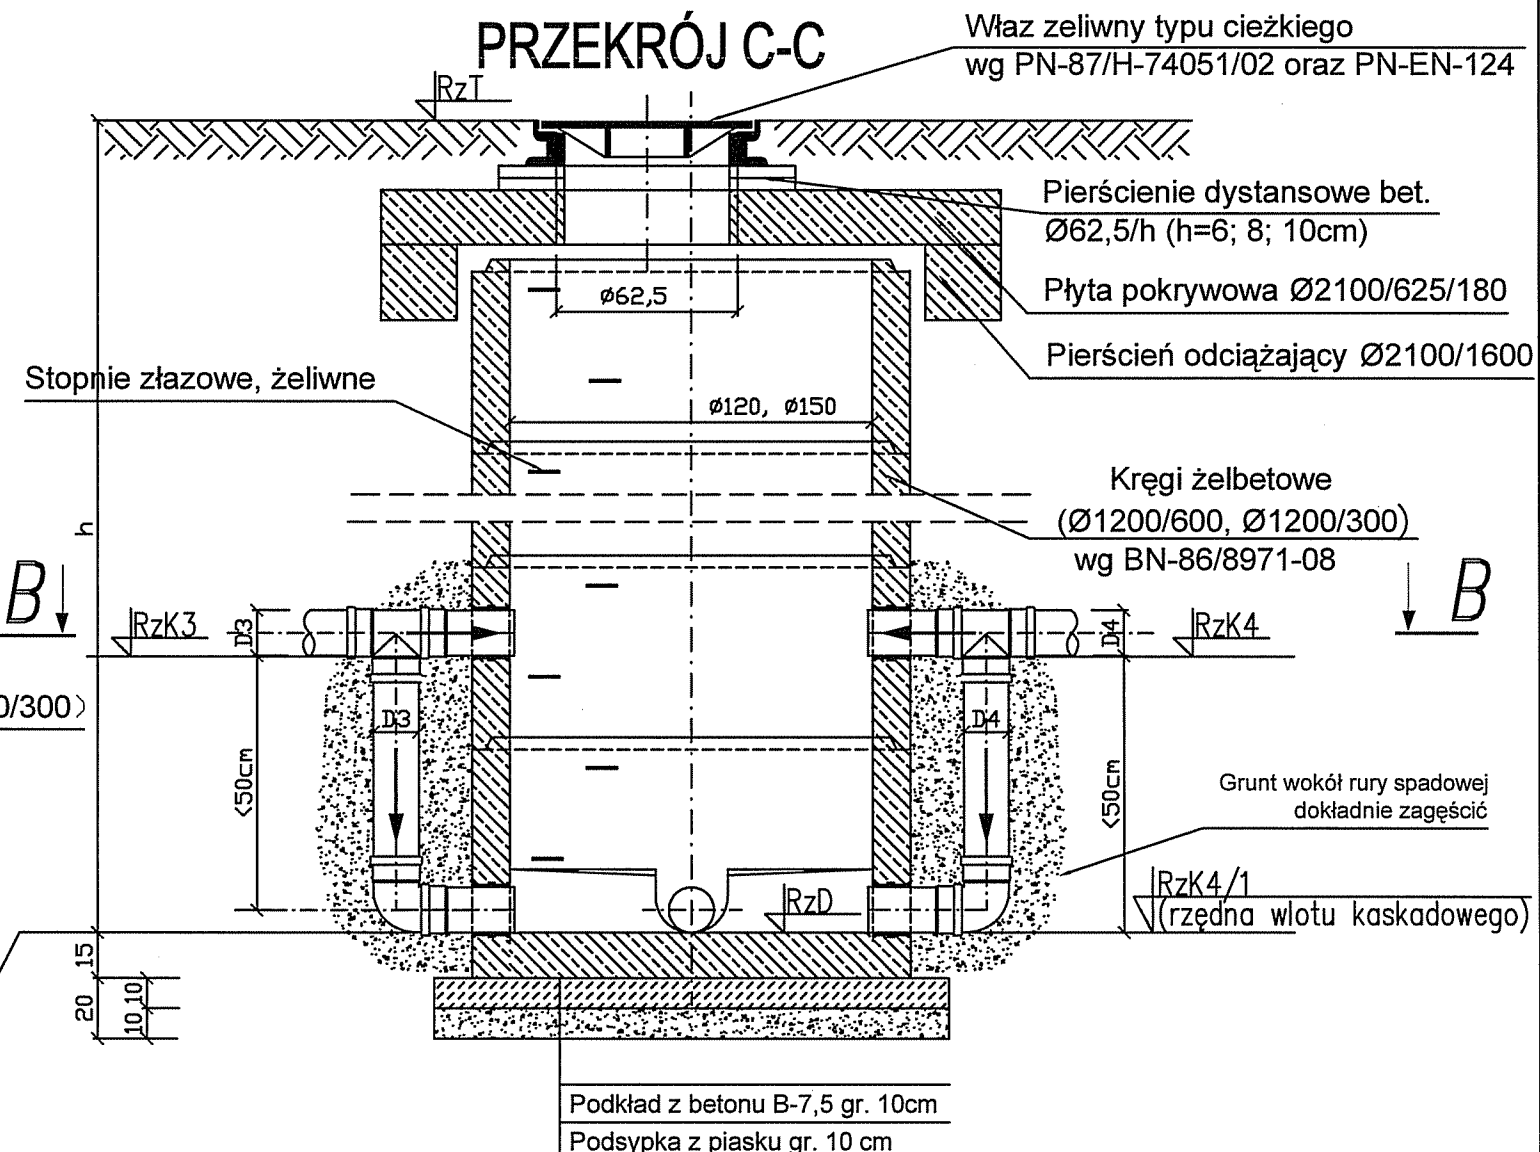 PRZEKRÓJ C-C
Właz zeliwny typu cieżkiego
wg PN-87/H-74051/02 oraz PN-EN-124
RzT
Pierścienie dystansowe bet.
Ø62,5/h (h=6; 8; 10cm)
Płyta pokrywowa Ø2100/625/180
Ø62,5
Pierścień odciążający Ø2100/1600
Stopnie złazowe, żeliwne
Ø120, Ø150
Kręgi żelbetowe
(Ø1200/600, Ø1200/300)
wg BN-86/8971-08
h
B
B
RzK3
D3
D4
RzK4
0/300)
D3
D4
<50cm
<50cm
Grunt wokół rury spadowej
dokładnie zagęścić
RzD
RzK4/1
(rzędna wlotu kaskadowego)
15
20
10
10
Podkład z betonu B-7,5 gr. 10cm
Podsypka z piasku gr. 10 cm